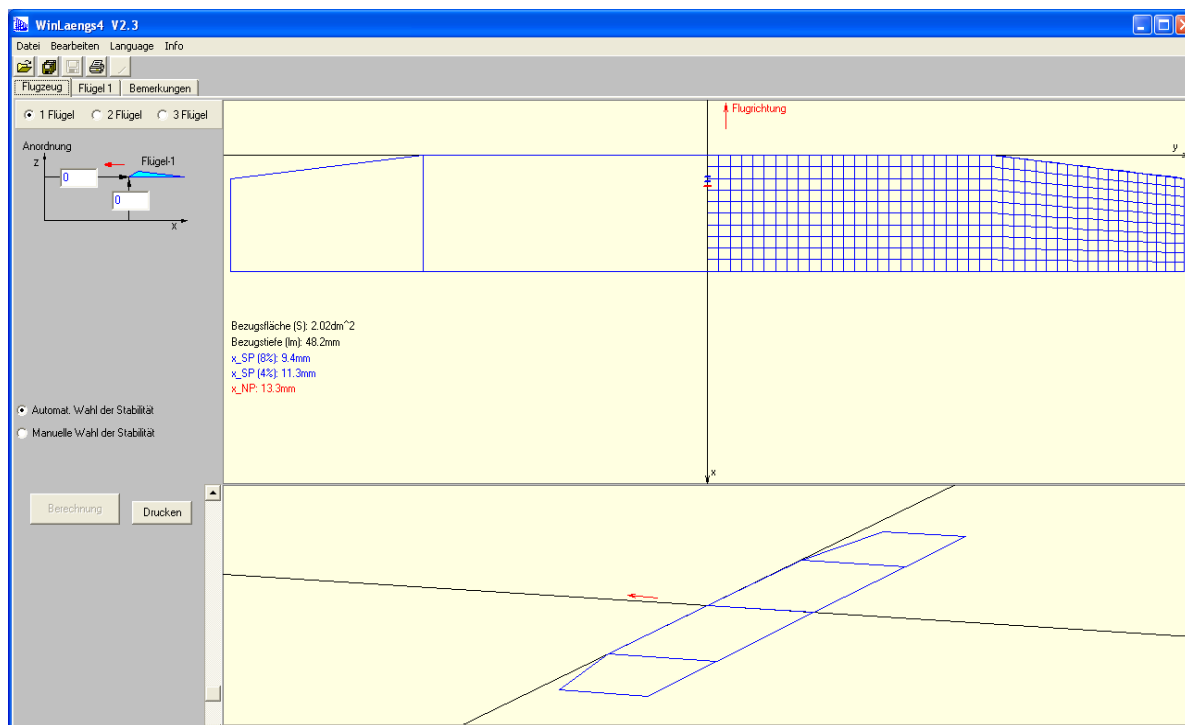 WinLaengs4 V2.3
Datei Bearbeiten Language Info
Flugzeug Flügel 1 Bemerkungen
1 Flügel 2 Flügel 3 Flügel
Anordnung
z
Flügel-1
0
0
x
Flugrichtung
y
Bezugsfläche (S): 2.02dm^2
Bezugstiefe (lm): 48.2mm
x_SP (8%): 9.4mm
x_SP (4%): 11.3mm
x_NP: 13.3mm
x
Automat. Wahl der Stabilität
Manuelle Wahl der Stabilität
Berechnung
Drucken